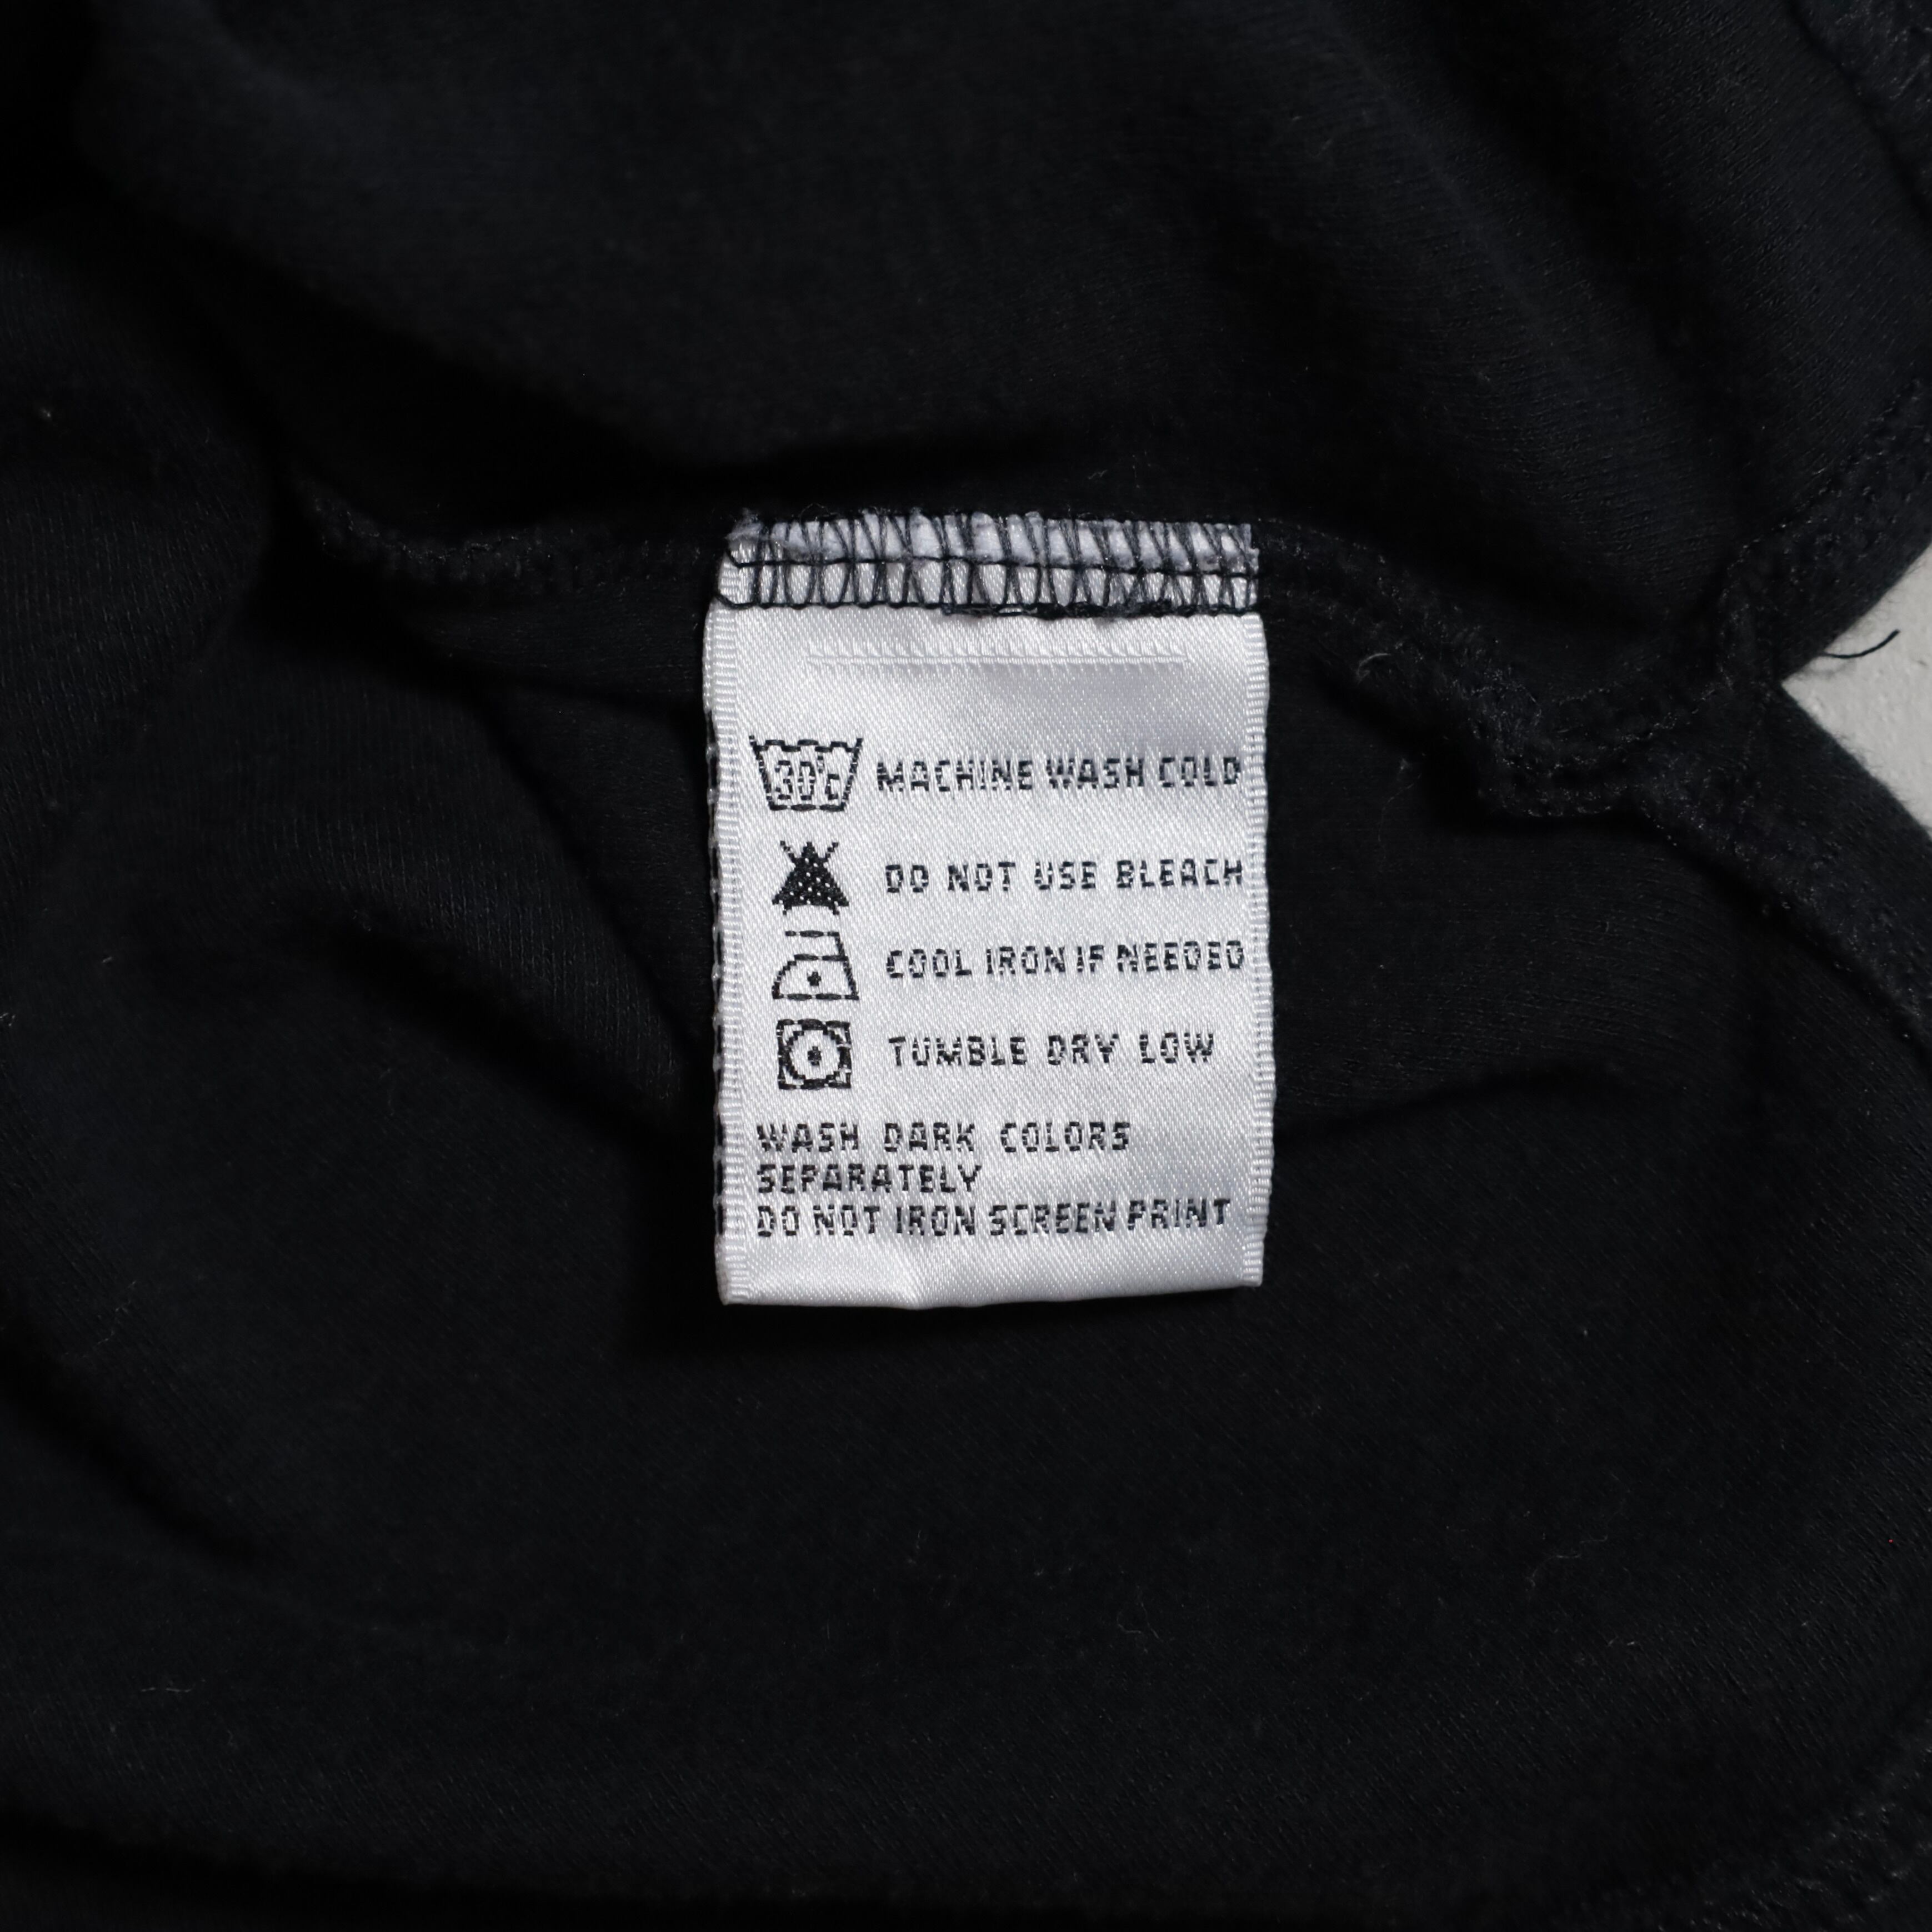 30°C MACHINE WASH COLD
DO NOT USE BLEACH
COOL IRON IF NEEDED
TUMBLE DRY LOW
WASH DARK COLORS
SEPARATELY
DO NOT IRON SCREEN PRINT